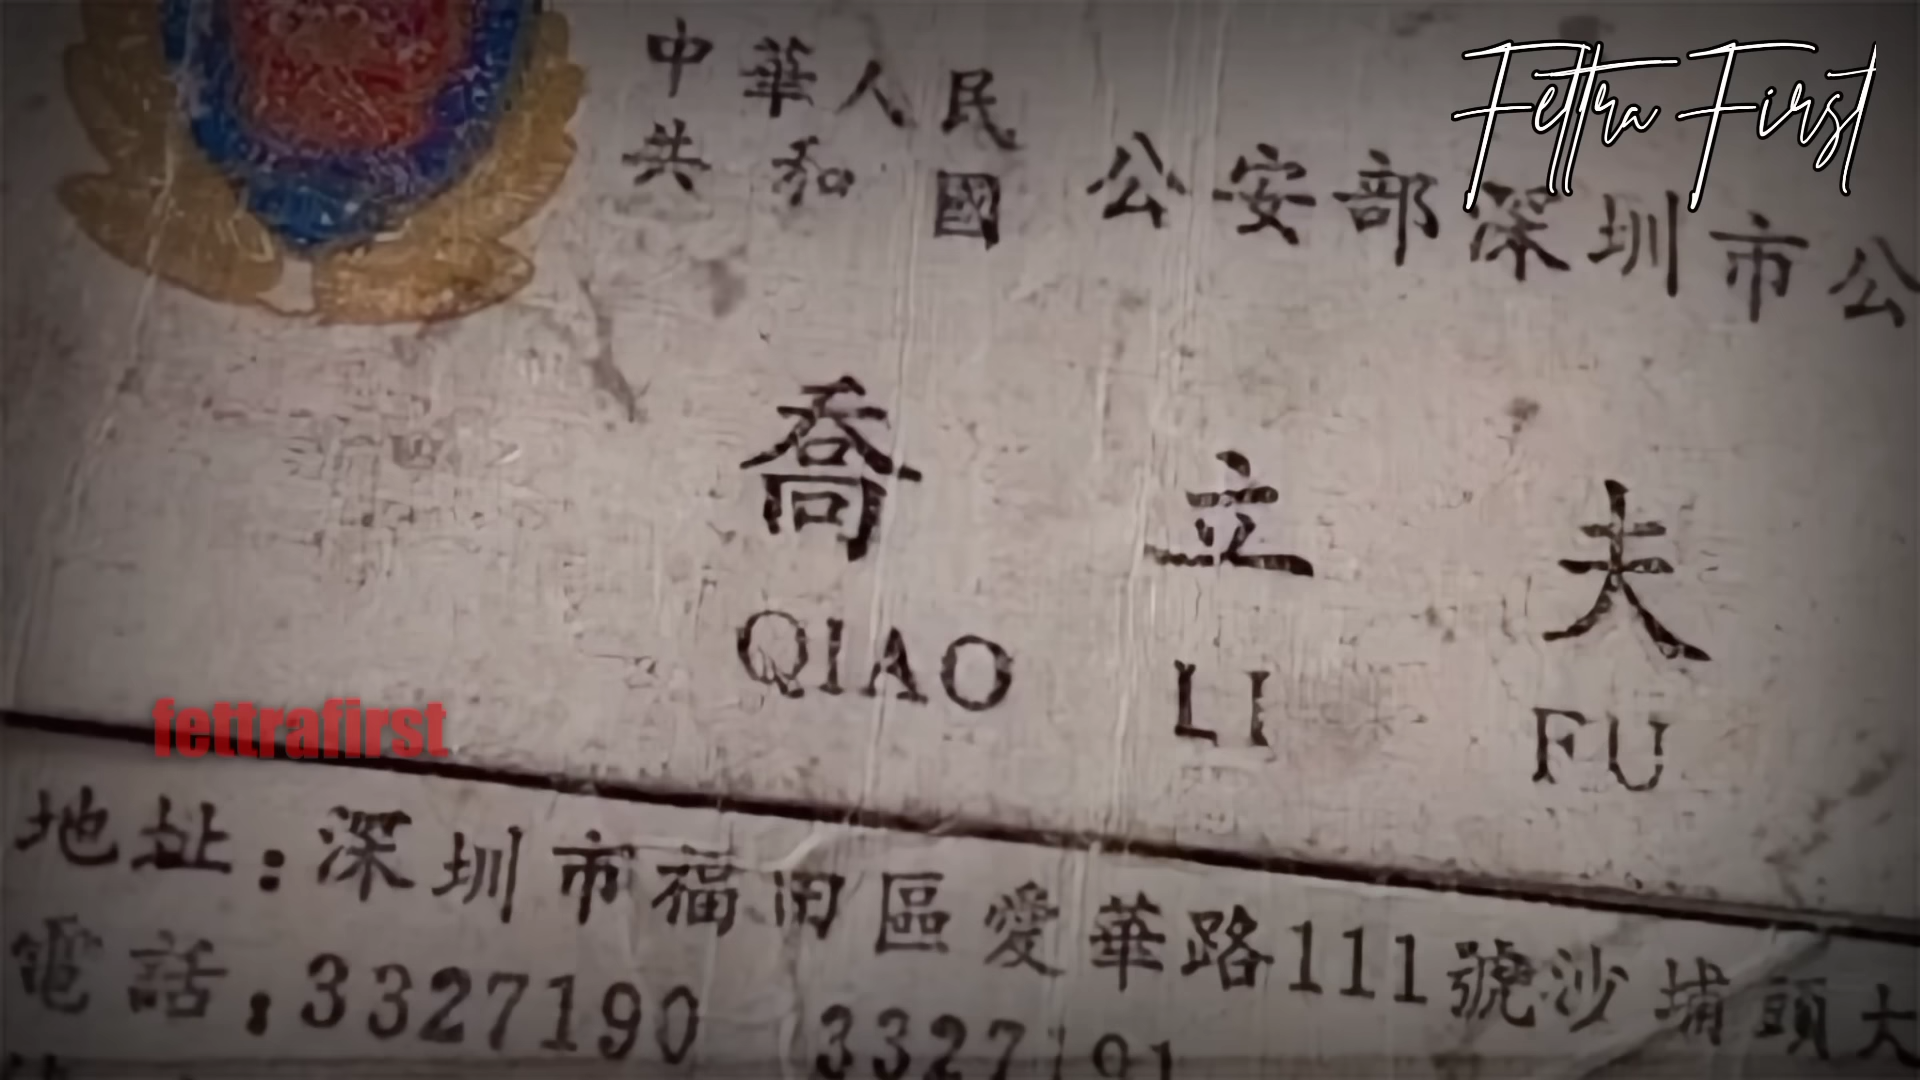 Fettra First
中華人民
共和國 公安部深圳市公
喬立夫
QIAO LI FU
fettrafirst
地址:深圳市福田區愛華路111號沙埔頭大
電話:3327190 3327191